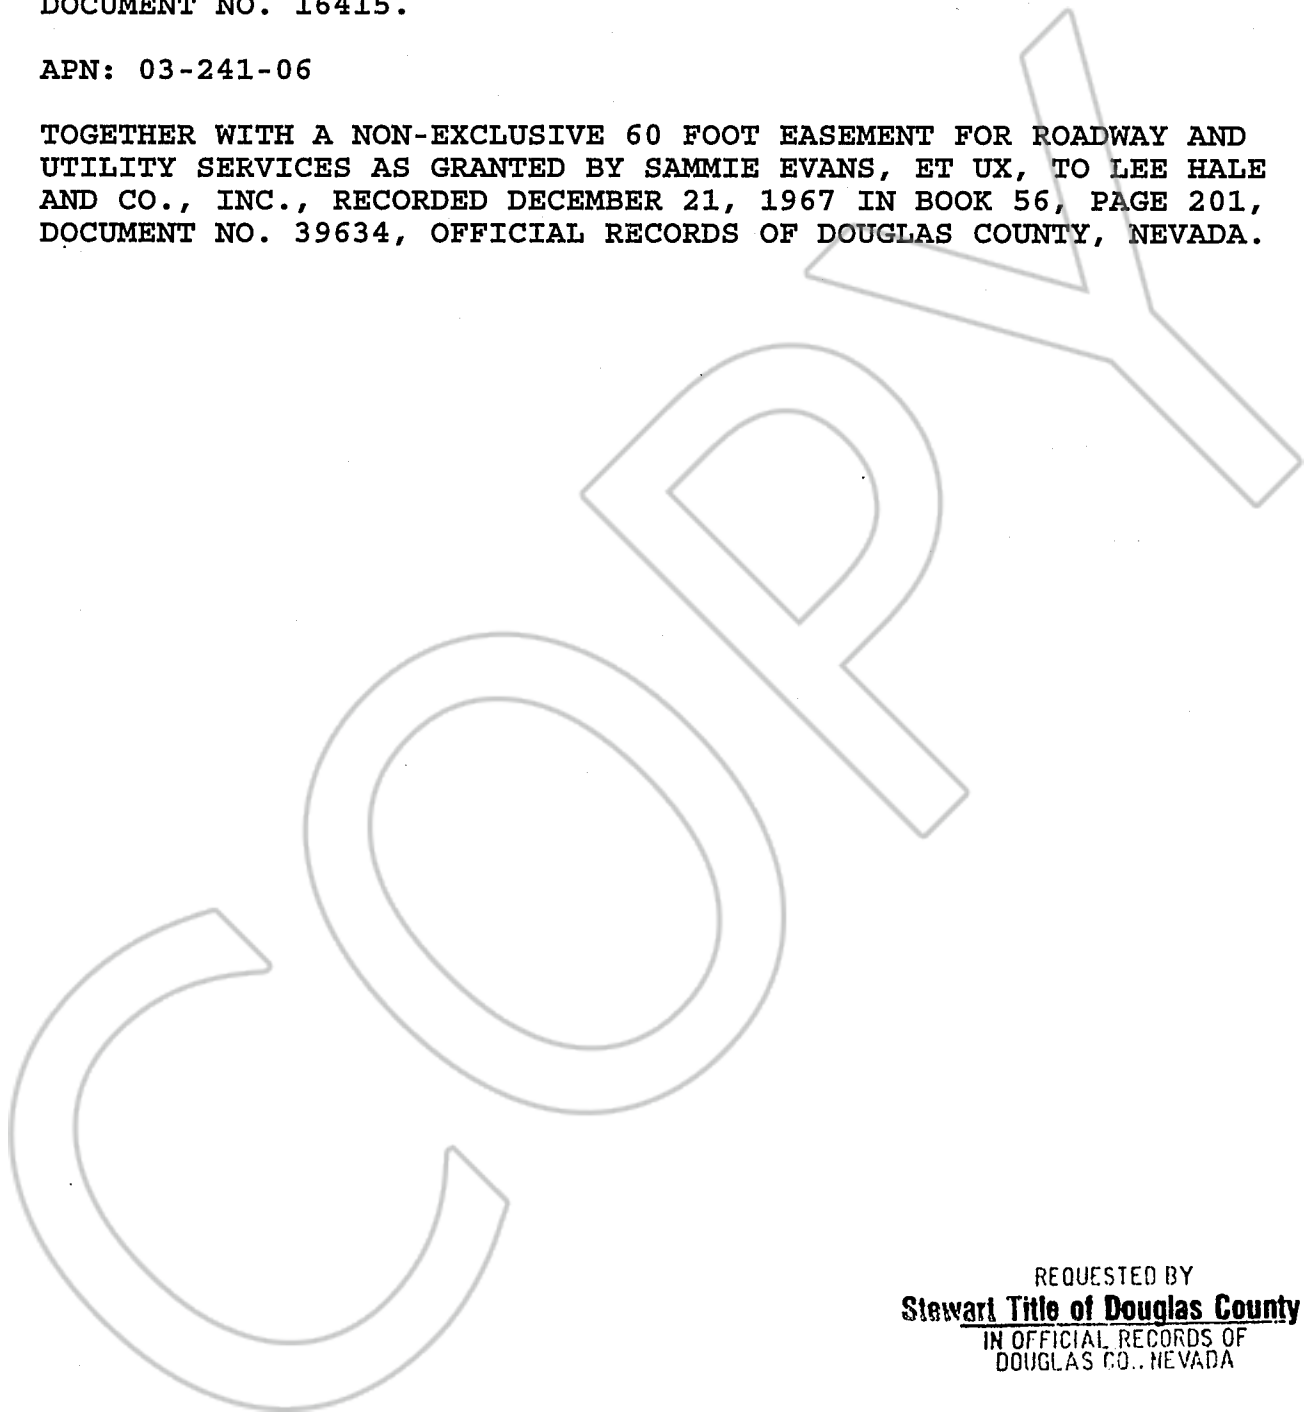 DOCUMENT NO. 16415.
APN: 03-241-06
TOGETHER WITH A NON-EXCLUSIVE 60 FOOT EASEMENT FOR ROADWAY AND
UTILITY SERVICES AS GRANTED BY SAMMIE EVANS, ET UX, TO LEE HALE
AND CO., INC., RECORDED DECEMBER 21, 1967 IN BOOK 56, PAGE 201,
DOCUMENT NO. 39634, OFFICIAL RECORDS OF DOUGLAS COUNTY, NEVADA.
COPY
REQUESTED BY
Stewart Title of Douglas County
IN OFFICIAL RECORDS OF
DOUGLAS CO., NEVADA